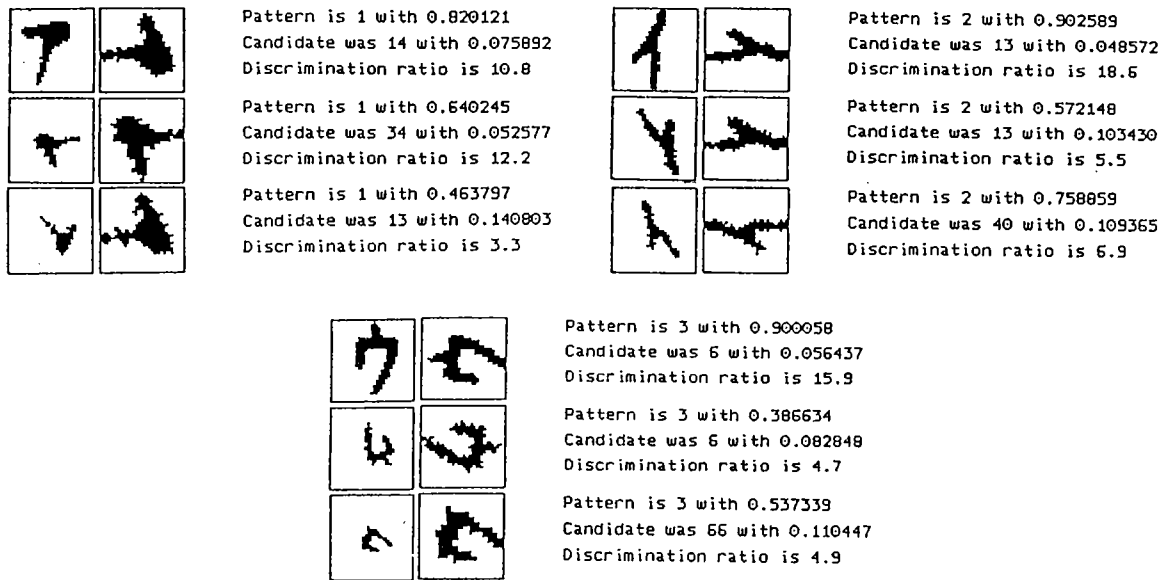 Pattern is 1 with 0.820121
Candidate was 14 with 0.075892
Discrimination ratio is 10.8
Pattern is 1 with 0.640245
Candidate was 34 with 0.052577
Discrimination ratio is 12.2
Pattern is 1 with 0.463797
Candidate was 13 with 0.140803
Discrimination ratio is 3.3
Pattern is 2 with 0.902589
Candidate was 13 with 0.048572
Discrimination ratio is 18.6
Pattern is 2 with 0.572148
Candidate was 13 with 0.103430
Discrimination ratio is 5.5
Pattern is 2 with 0.758859
Candidate was 40 with 0.109365
Discrimination ratio is 6.9
Pattern is 3 with 0.900058
Candidate was 6 with 0.056437
Discrimination ratio is 15.9
Pattern is 3 with 0.386634
Candidate was 6 with 0.082848
Discrimination ratio is 4.7
Pattern is 3 with 0.537339
Candidate was 66 with 0.110447
Discrimination ratio is 4.9